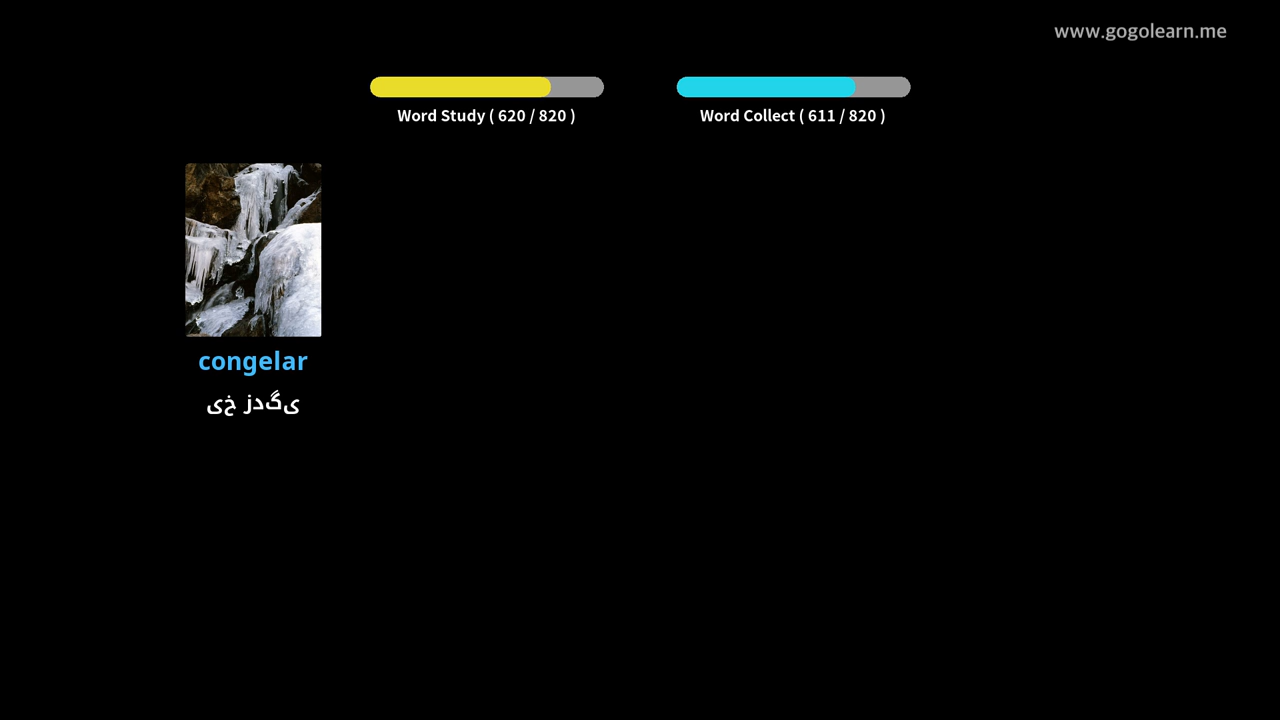 www.gogolearn.me
Word Study ( 620 / 820 )
Word Collect ( 611 / 820 )
congelar
یگدز خی